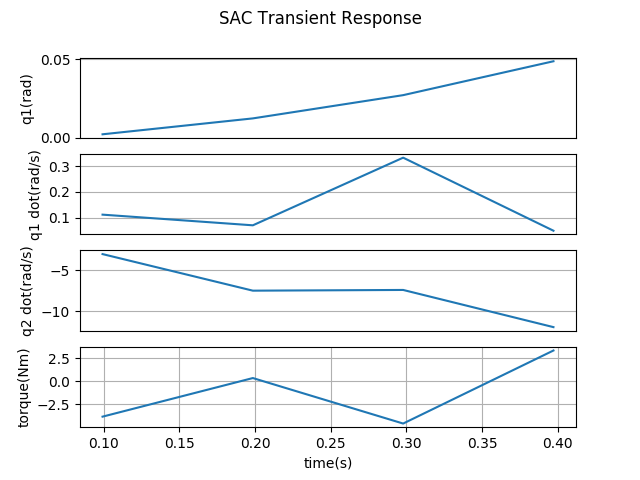 SAC Transient Response
0.05
0.00
q1(rad)
0.3
0.2
0.1
q1 dot(rad/s)
−5
−10
q2 dot(rad/s)
2.5
0.0
−2.5
torque(Nm)
0.10 0.15 0.20 0.25 0.30 0.35 0.40
time(s)